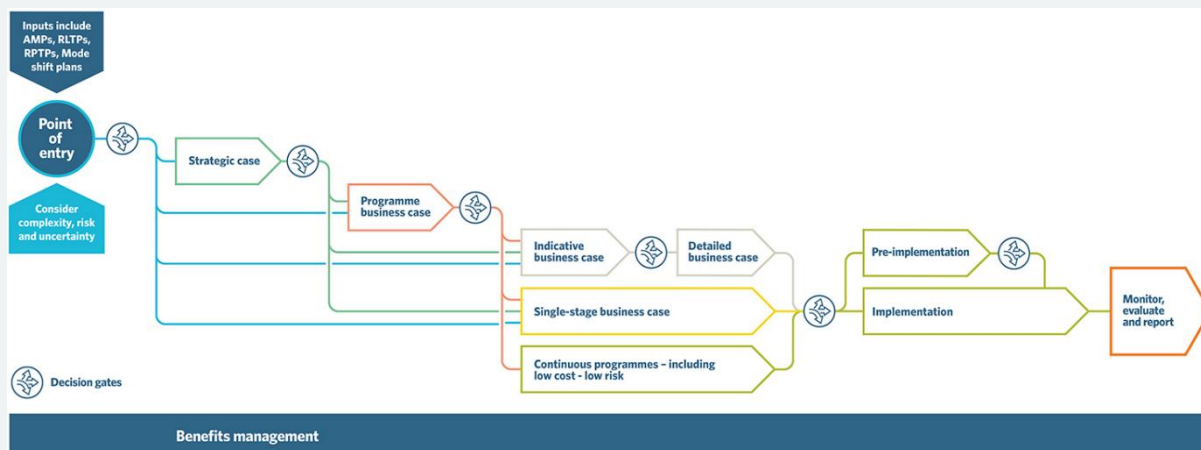 Inputs include
AMPs, RLTPs,
RPTPs, Mode
shift plans
Point
of
entry
Consider
complexity, risk
and uncertainty
Strategic case
Programme
business case
Indicative
business case
Detailed
business case
Single-stage business case
Continuous programmes – including
low cost - low risk
Pre-implementation
Implementation
Monitor,
evaluate
and report
Decision gates
Benefits management